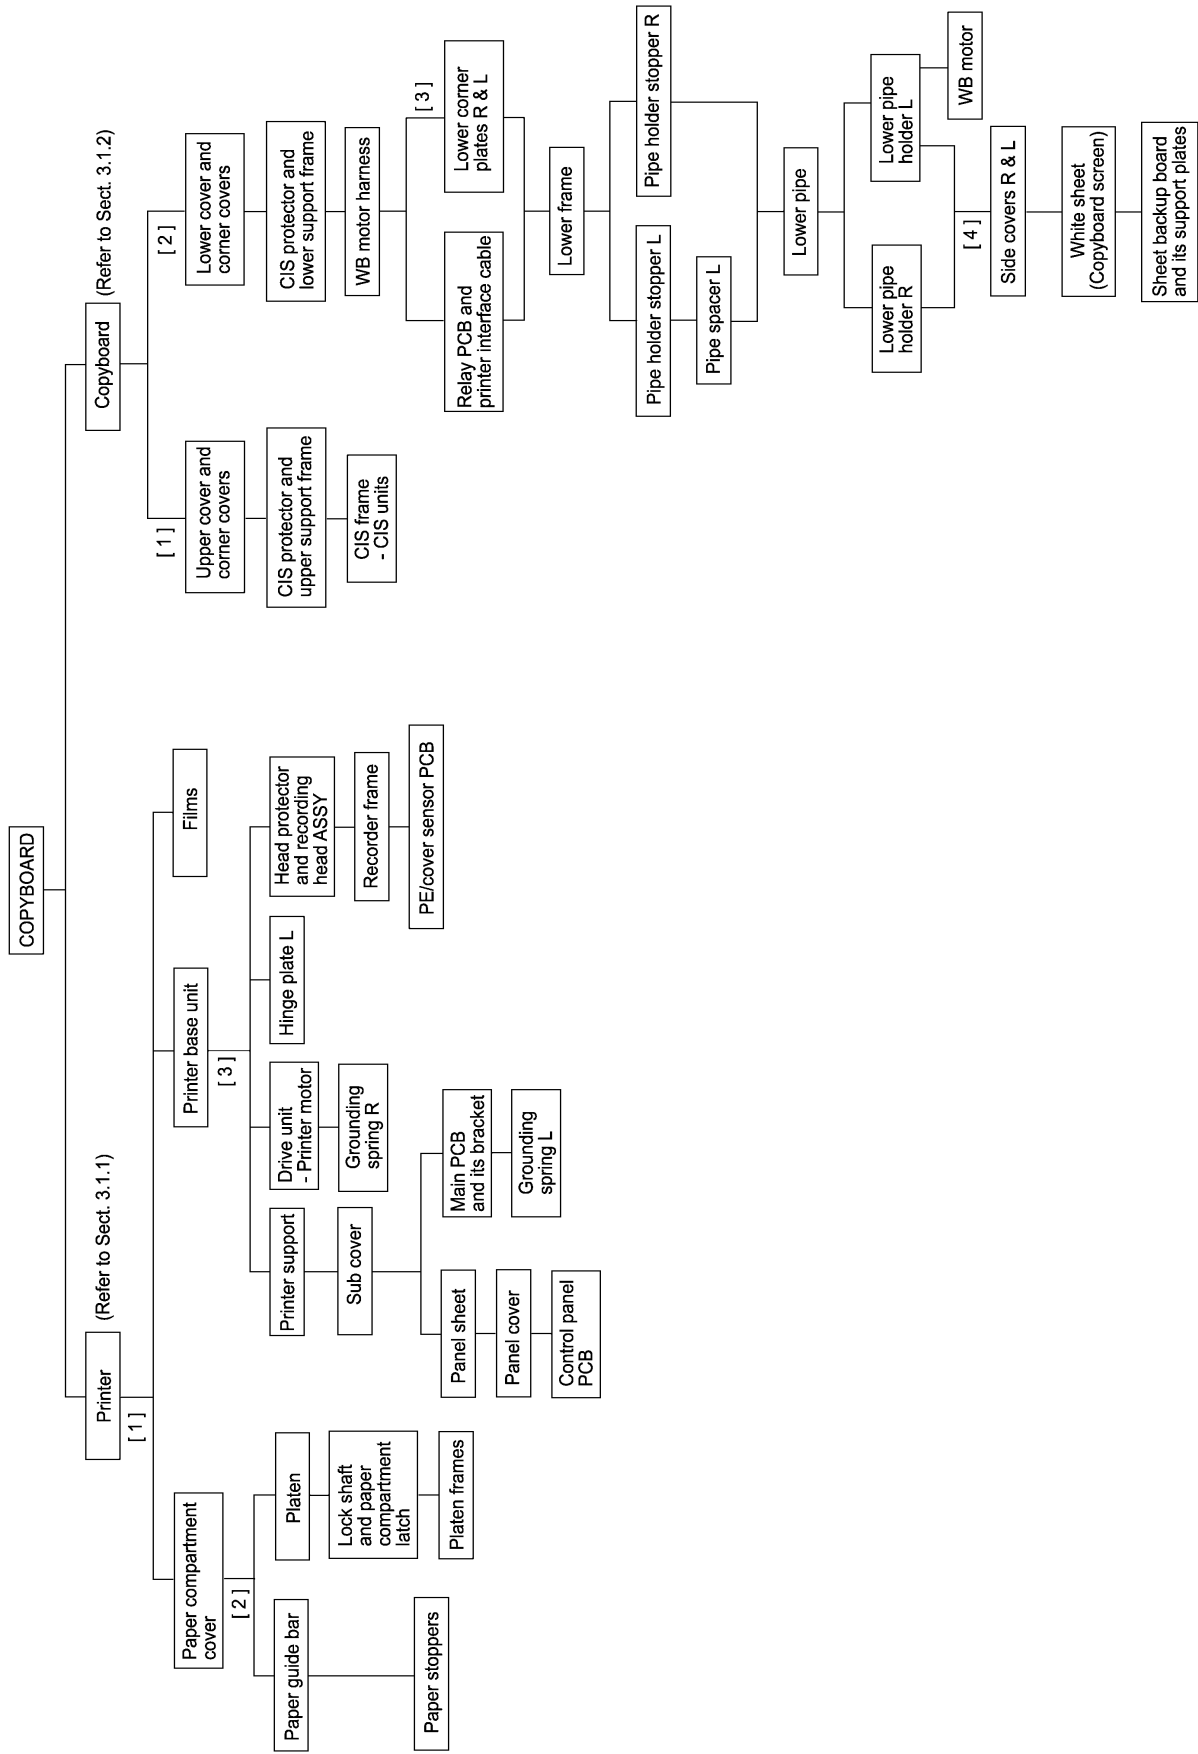 COPYBOARD
Printer
(Refer to Sect. 3.1.1)
[ 1 ]
Paper compartment
cover
[ 2 ]
Paper guide bar
Paper stoppers
Platen
Lock shaft
and paper
compartment
latch
Platen frames
Printer base unit
[ 3 ]
Printer support
Sub cover
Panel sheet
Panel cover
Control panel
PCB
Main PCB
and its bracket
Grounding
spring L
Drive unit
- Printer motor
Grounding
spring R
Hinge plate L
Head protector
and recording
head ASSY
Recorder frame
PE/cover sensor PCB
Films
Copyboard
(Refer to Sect. 3.1.2)
[ 1 ]
Upper cover and
corner covers
CIS protector and
upper support frame
CIS frame
- CIS units
[ 2 ]
Lower cover and
corner covers
CIS protector and
lower support frame
WB motor harness
Relay PCB and
printer interface cable
[ 3 ]
Lower corner
plates R & L
Lower frame
Pipe holder stopper L
Pipe spacer L
Pipe holder stopper R
Lower pipe
Lower pipe
holder R
Lower pipe
holder L
WB motor
[ 4 ]
Side covers R & L
White sheet
(Copyboard screen)
Sheet backup board
and its support plates